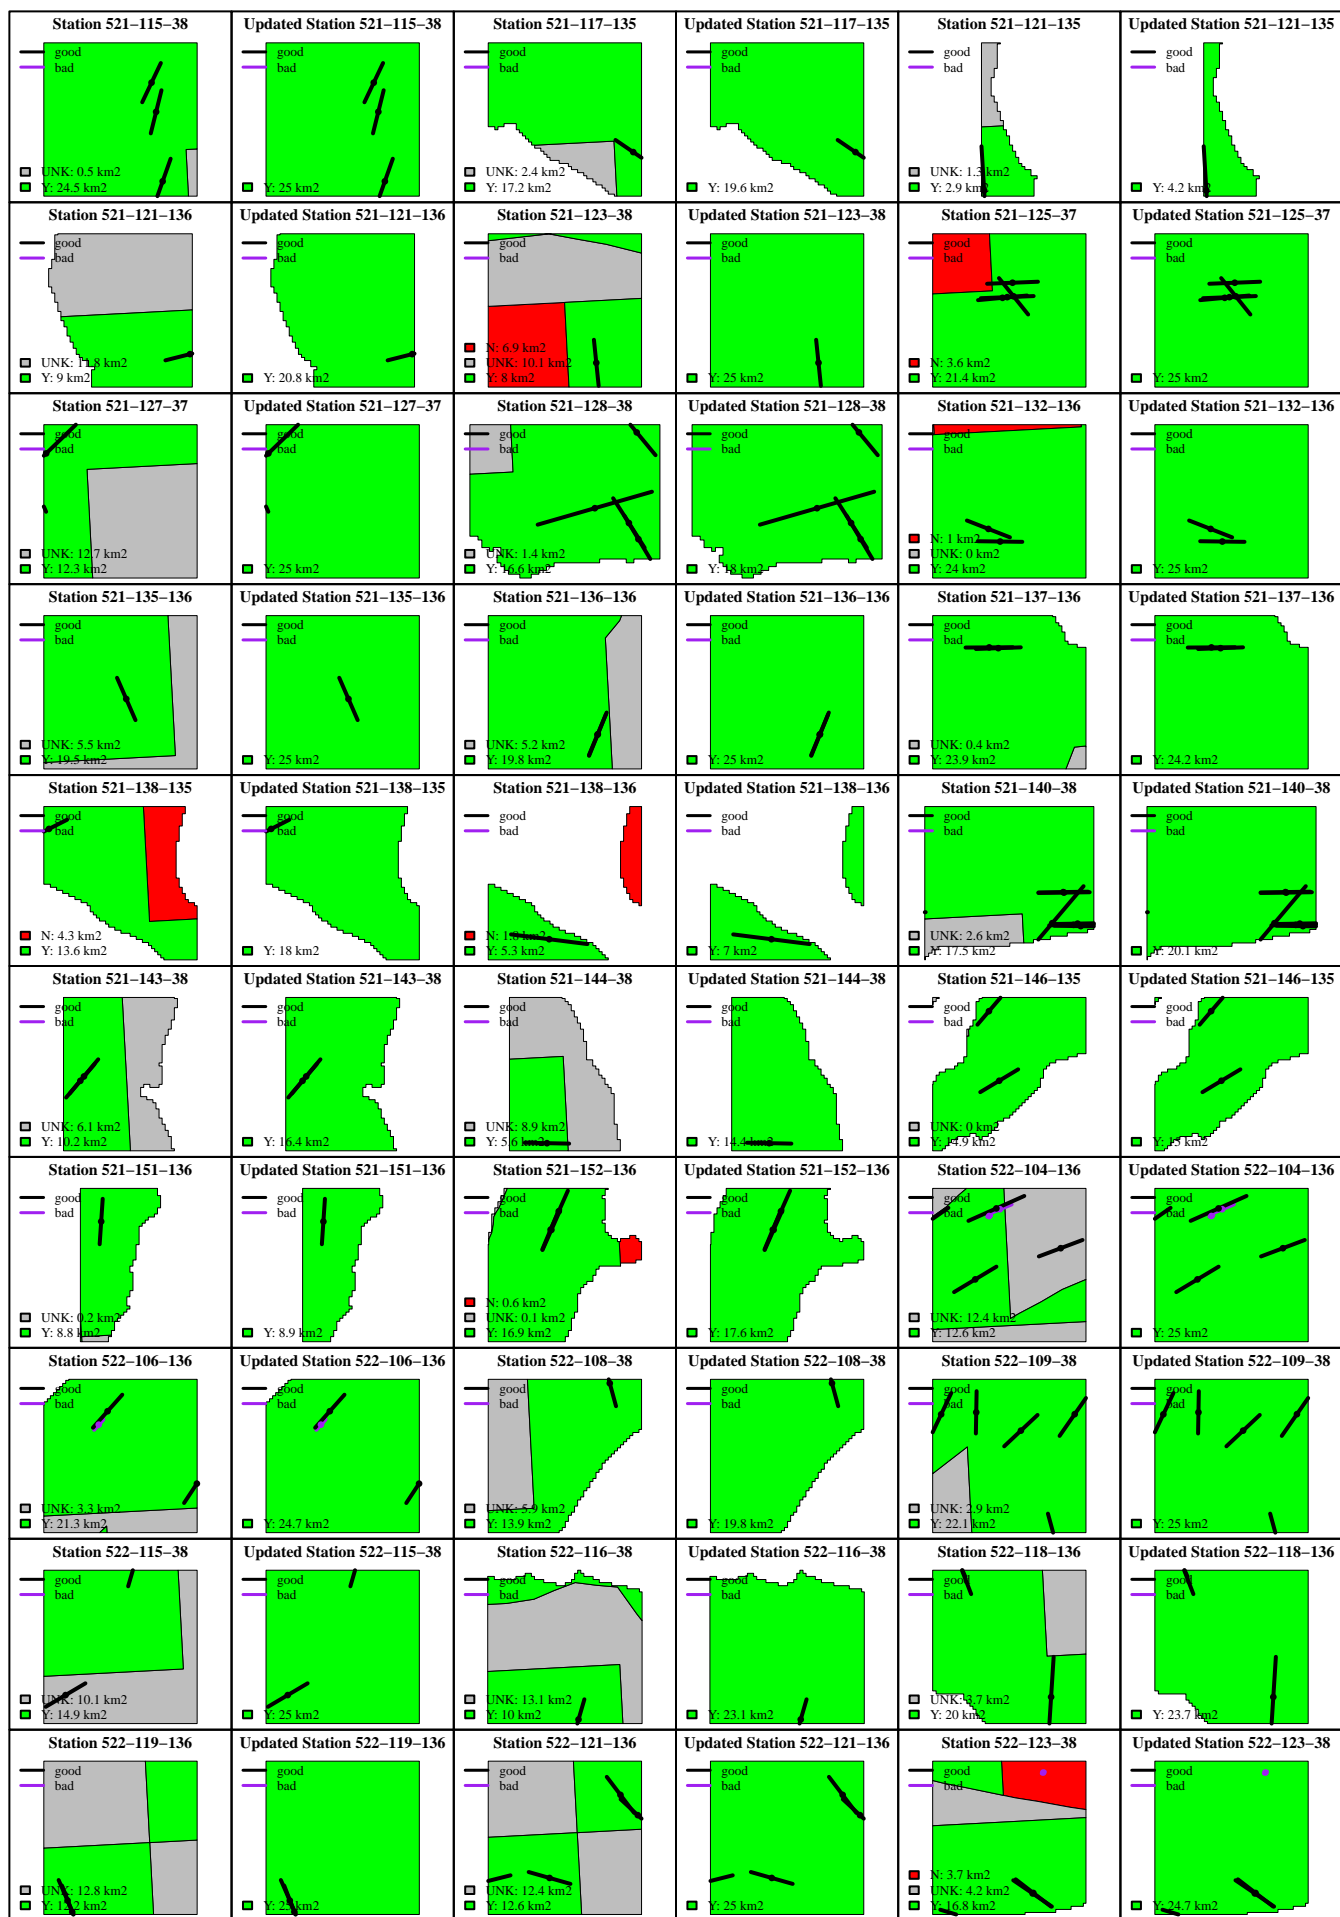 Station 521−115−38
good
bad
UNK: 0.5 km2
Y: 24.5 km2
Updated Station 521−115−38
good
bad
Y: 25 km2
Station 521−117−135
good
bad
UNK: 2.4 km2
Y: 17.2 km2
Updated Station 521−117−135
good
bad
Y: 19.6 km2
Station 521−121−135
good
bad
UNK: 1.3 km2
Y: 2.9 km2
Updated Station 521−121−135
good
bad
Y: 4.2 km2
Station 521−121−136
good
bad
UNK: 11.8 km2
Y: 9 km2
Updated Station 521−121−136
good
bad
Y: 20.8 km2
Station 521−123−38
good
bad
N: 6.9 km2
UNK: 10.1 km2
Y: 8 km2
Updated Station 521−123−38
good
bad
Y: 25 km2
Station 521−125−37
good
bad
N: 3.6 km2
Y: 21.4 km2
Updated Station 521−125−37
good
bad
Y: 25 km2
Station 521−127−37
good
bad
UNK: 12.7 km2
Y: 12.3 km2
Updated Station 521−127−37
good
bad
Y: 25 km2
Station 521−128−38
good
bad
UNK: 1.4 km2
Y: 16.6 km2
Updated Station 521−128−38
good
bad
Y: 18 km2
Station 521−132−136
good
bad
N: 1 km2
UNK: 0 km2
Y: 24 km2
Updated Station 521−132−136
good
bad
Y: 25 km2
Station 521−135−136
good
bad
UNK: 5.5 km2
Y: 19.5 km2
Updated Station 521−135−136
good
bad
Y: 25 km2
Station 521−136−136
good
bad
UNK: 5.2 km2
Y: 19.8 km2
Updated Station 521−136−136
good
bad
Y: 25 km2
Station 521−137−136
good
bad
UNK: 0.4 km2
Y: 23.9 km2
Updated Station 521−137−136
good
bad
Y: 24.2 km2
Station 521−138−135
good
bad
N: 4.3 km2
Y: 13.6 km2
Updated Station 521−138−135
good
bad
Y: 18 km2
Station 521−138−136
good
bad
N: km2
Y: 5.3 km2
Updated Station 521−138−136
good
bad
Y: 7 km2
Station 521−140−38
good
bad
UNK: 2.6 km2
Y: 17.5 km2
Updated Station 521−140−38
good
bad
Y: 20.1 km2
Station 521−143−38
good
bad
UNK: 6.1 km2
Y: 10.2 km2
Updated Station 521−143−38
good
bad
Y: 16.4 km2
Station 521−144−38
good
bad
UNK: 8.9 km2
Y: 5.6 km2
Updated Station 521−144−38
good
bad
Y: 14.4 km2
Station 521−146−135
good
bad
UNK: 0 km2
Y: 14.9 km2
Updated Station 521−146−135
good
bad
Y: 15 km2
Station 521−151−136
good
bad
UNK: 0.2 km2
Y: 8.8 km2
Updated Station 521−151−136
good
bad
Y: 8.9 km2
Station 521−152−136
good
bad
N: 0.6 km2
UNK: 0.1 km2
Y: 16.9 km2
Updated Station 521−152−136
good
bad
Y: 17.6 km2
Station 522−104−136
good
bad
UNK: 12.4 km2
Y: 12.6 km2
Updated Station 522−104−136
good
bad
Y: 25 km2
Station 522−106−136
good
bad
UNK: 3.3 km2
Y: 21.3 km2
Updated Station 522−106−136
good
bad
Y: 24.7 km2
Station 522−108−38
good
bad
UNK: 5.9 km2
Y: 13.9 km2
Updated Station 522−108−38
good
bad
Y: 19.8 km2
Station 522−109−38
good
bad
UNK: 2.9 km2
Y: 22.1 km2
Updated Station 522−109−38
good
bad
Y: 25 km2
Station 522−115−38
good
bad
UNK: 10.1 km2
Y: 14.9 km2
Updated Station 522−115−38
good
bad
Y: 25 km2
Station 522−116−38
good
bad
UNK: 13.1 km2
Y: 10 km2
Updated Station 522−116−38
good
bad
Y: 23.1 km2
Station 522−118−136
good
bad
UNK: 3.7 km2
Y: 20 km2
Updated Station 522−118−136
good
bad
Y: 23.7 km2
Station 522−119−136
good
bad
UNK: 12.8 km2
Y: 12.2 km2
Updated Station 522−119−136
good
bad
Y: 25 km2
Station 522−121−136
good
bad
UNK: 12.4 km2
Y: 12.6 km2
Updated Station 522−121−136
good
bad
Y: 25 km2
Station 522−123−38
good
bad
N: 3.7 km2
UNK: 4.2 km2
Y: 16.8 km2
Updated Station 522−123−38
good
bad
Y: 24.7 km2